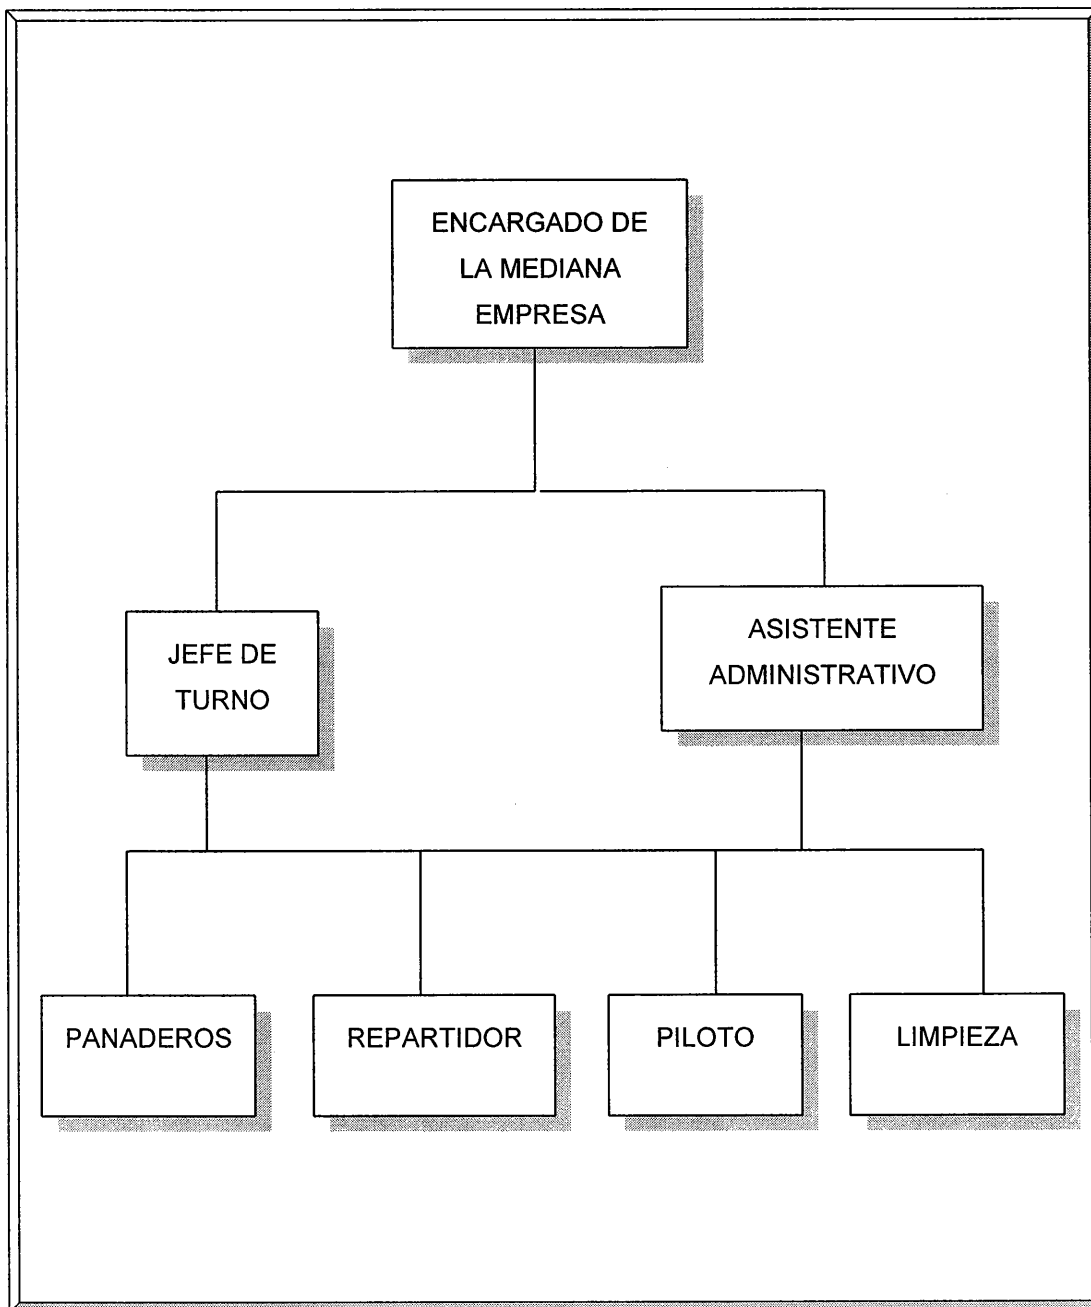 ENCARGADO DE
LA MEDIANA
EMPRESA
JEFE DE
TURNO
ASISTENTE
ADMINISTRATIVO
PANADEROS
REPARTIDOR
PILOTO
LIMPIEZA